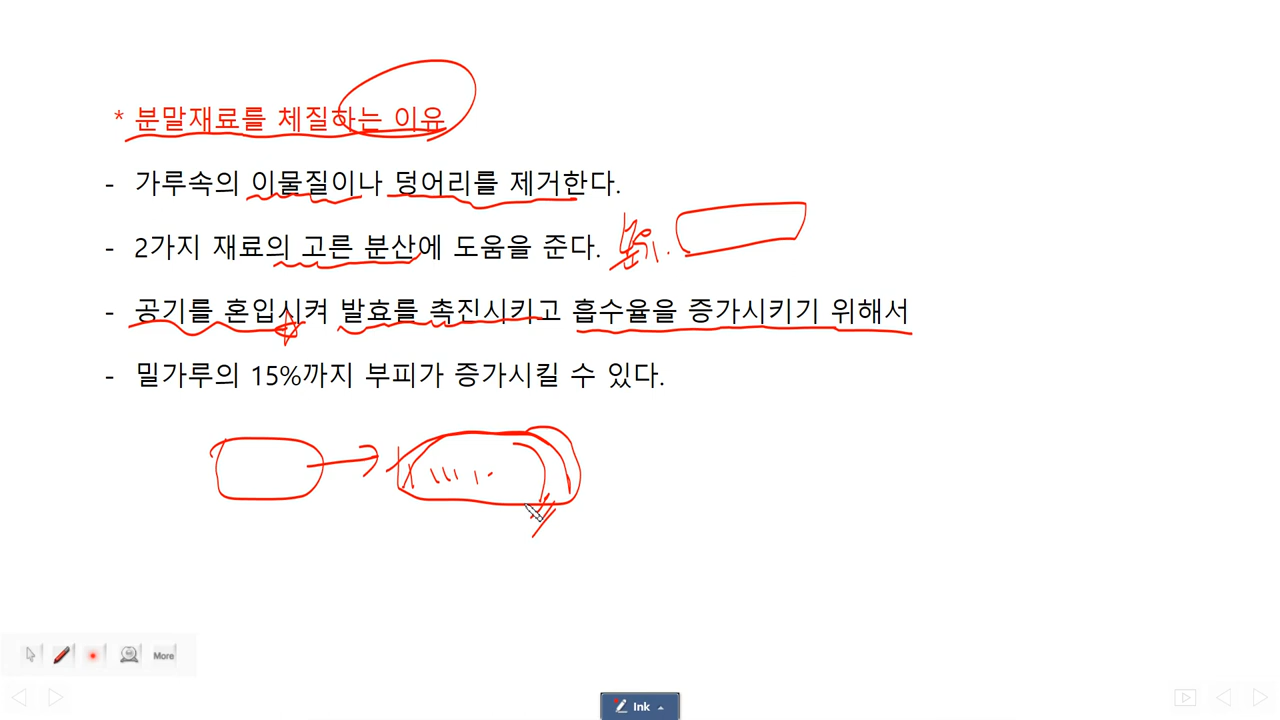 * 분말재료를 체질하는 이유
- 가루속의 이물질이나 덩어리를 제거한다.
- 2가지 재료의 고른 분산에 도움을 준다.
- 공기를 혼입시켜 발효를 촉진시키고 흡수율을 증가시키기 위해서
- 밀가루의 15%까지 부피가 증가시킬 수 있다.
More
Ink